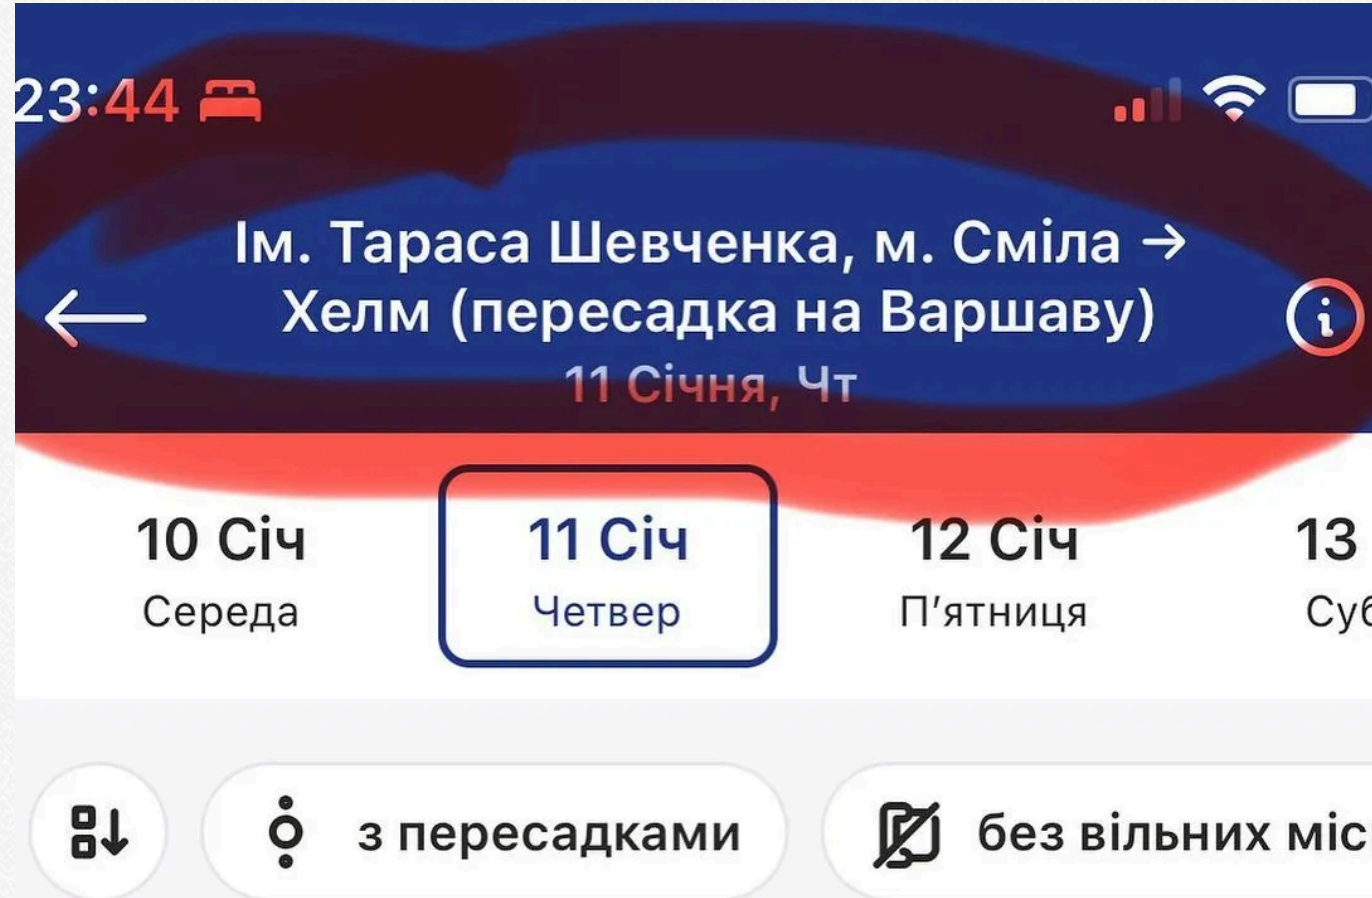 23:44
Ім. Тараса Шевченка, м. Сміла →
Хелм (пересадка на Варшаву)
11 Січня, Чт
10 Січ 11 Січ 12 Січ 13
Середа Четвер П’ятниця
з пересадками без вільних